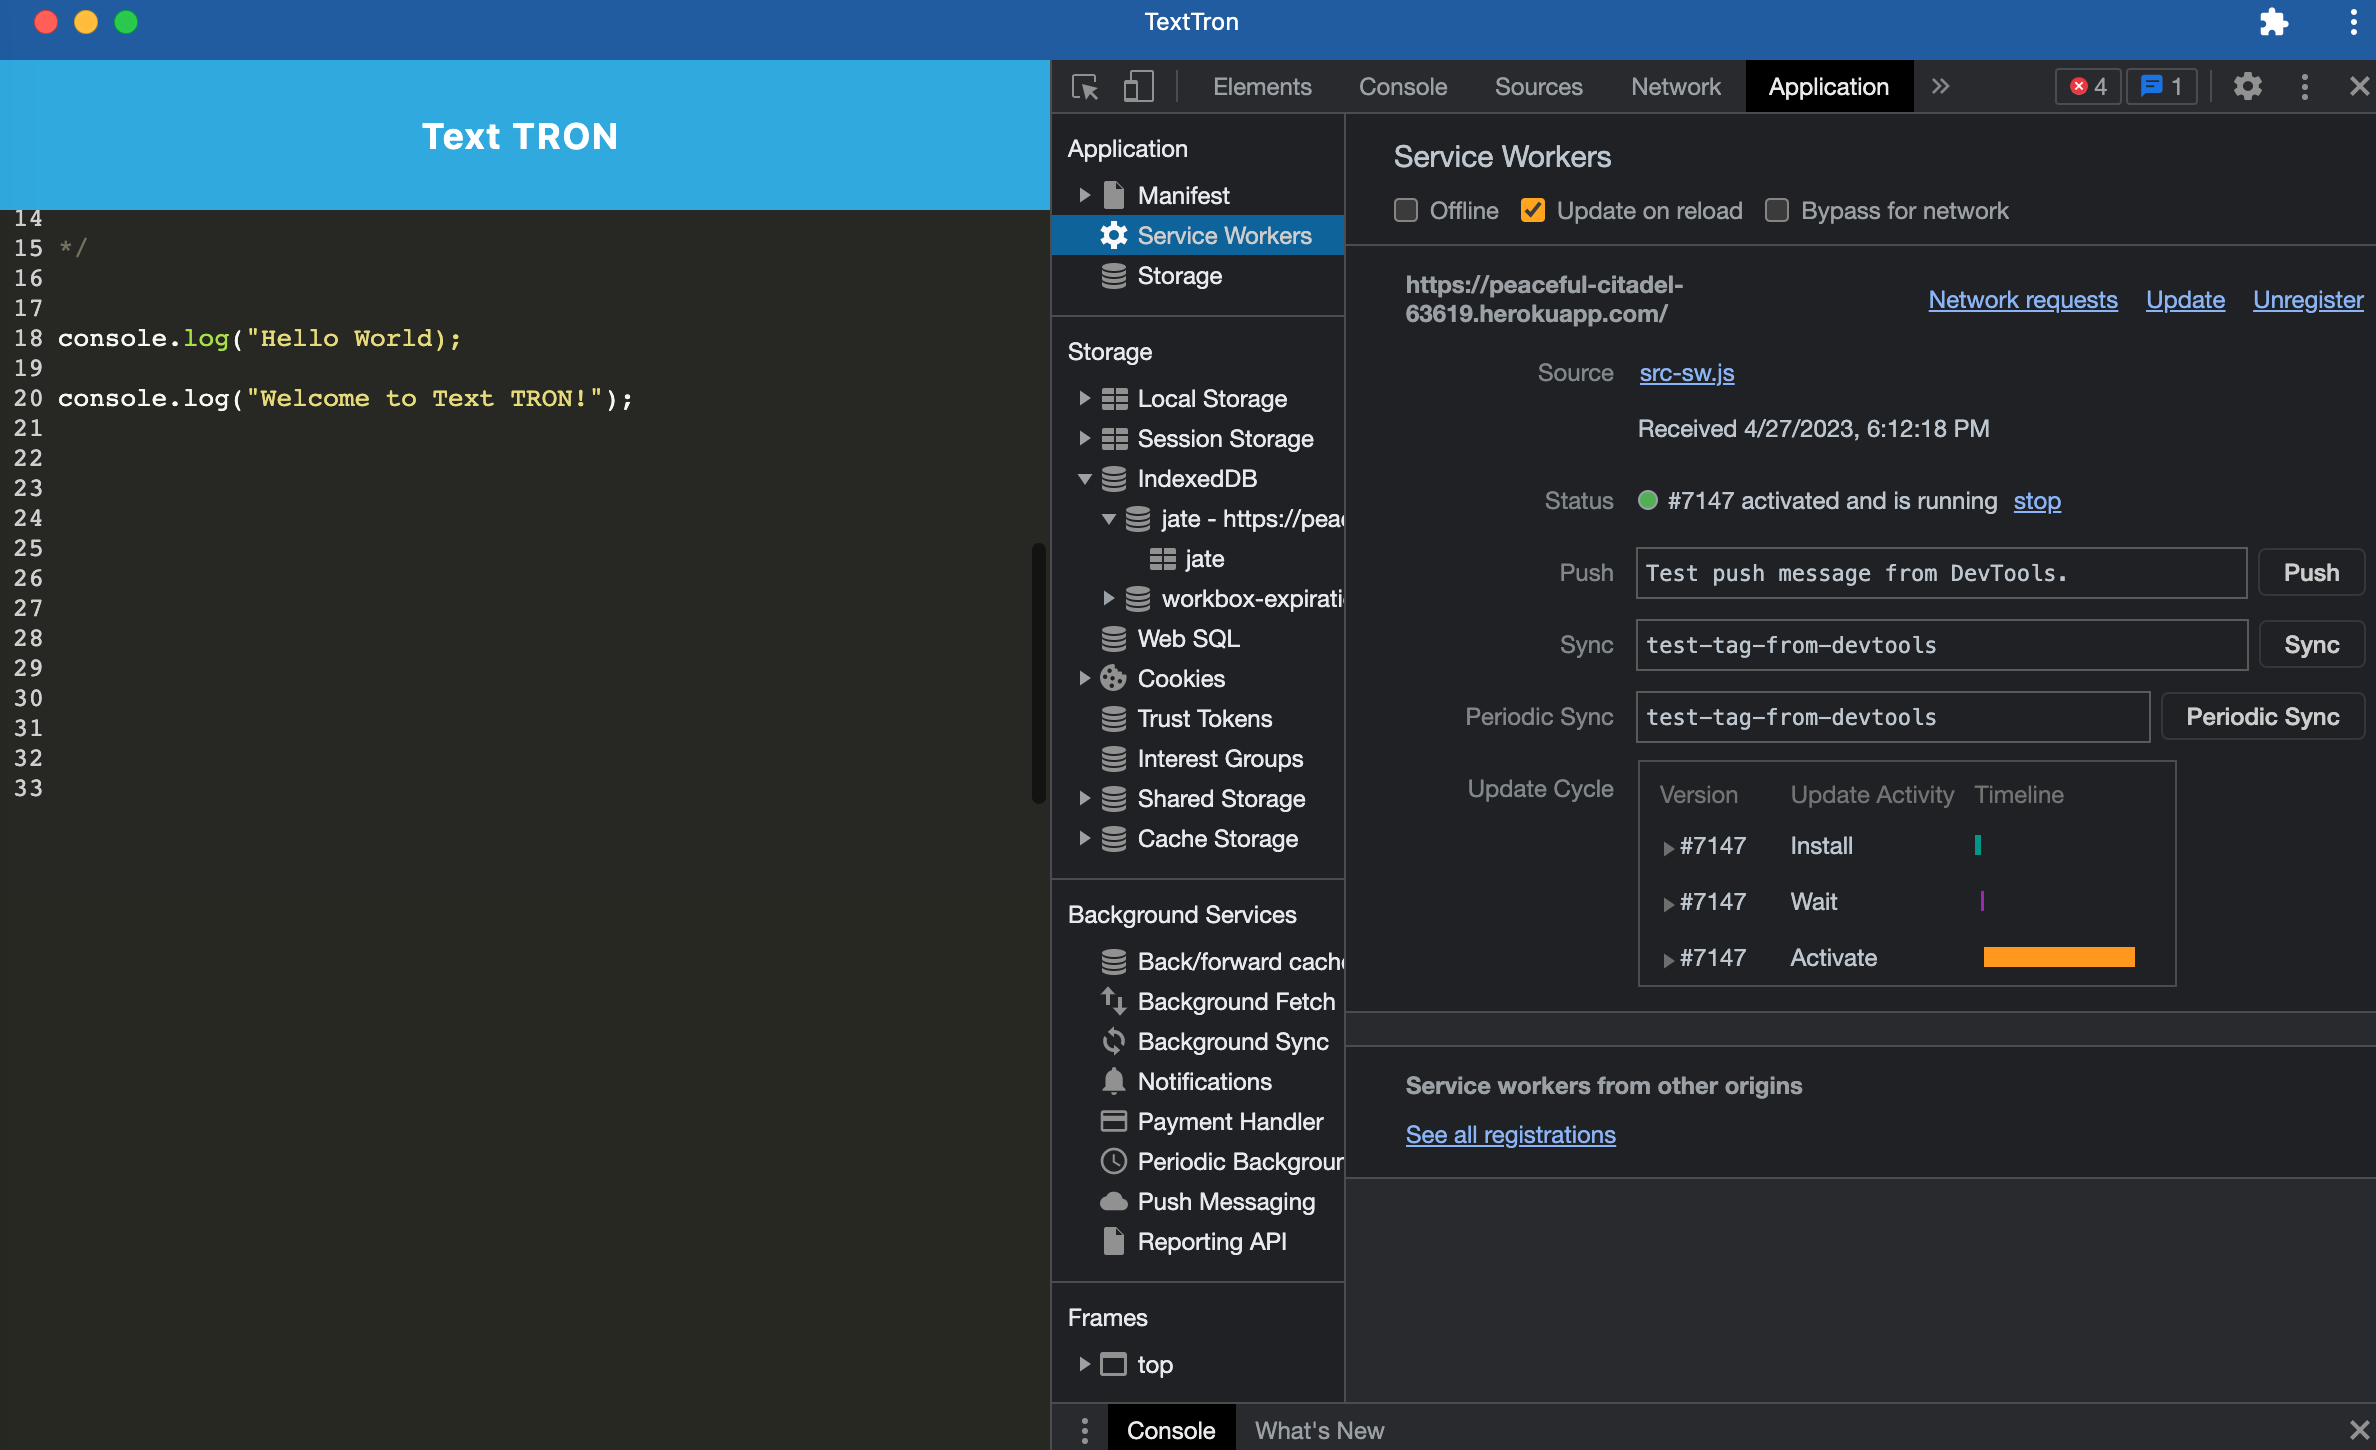 TextTron
Text TRON
14
15 */
16
17
18 console.log("Hello World);
19
20 console.log("Welcome to Text TRON!");
21
22
23
24
25
26
27
28
29
30
31
32
33
Elements Console Sources Network Application 4 1
Application
Manifest
Service Workers
Storage
Storage
Local Storage
Session Storage
IndexedDB
jate - https://peac
jate
workbox-expirati
Web SQL
Cookies
Trust Tokens
Interest Groups
Shared Storage
Cache Storage
Background Services
Back/forward cache
Background Fetch
Background Sync
Notifications
Payment Handler
Periodic Backgroun
Push Messaging
Reporting API
Frames
top
Service Workers
Offline Update on reload Bypass for network
https://peaceful-citadel-
63619.herokuapp.com/
Network requests Update Unregister
Source src-sw.js
Received 4/27/2023, 6:12:18 PM
Status #7147 activated and is running stop
Push Test push message from DevTools. Push
Sync test-tag-from-devtools Sync
Periodic Sync test-tag-from-devtools Periodic Sync
Update Cycle
Version Update Activity Timeline
#7147 Install
#7147 Wait
#7147 Activate
Service workers from other origins
See all registrations
Console What's New